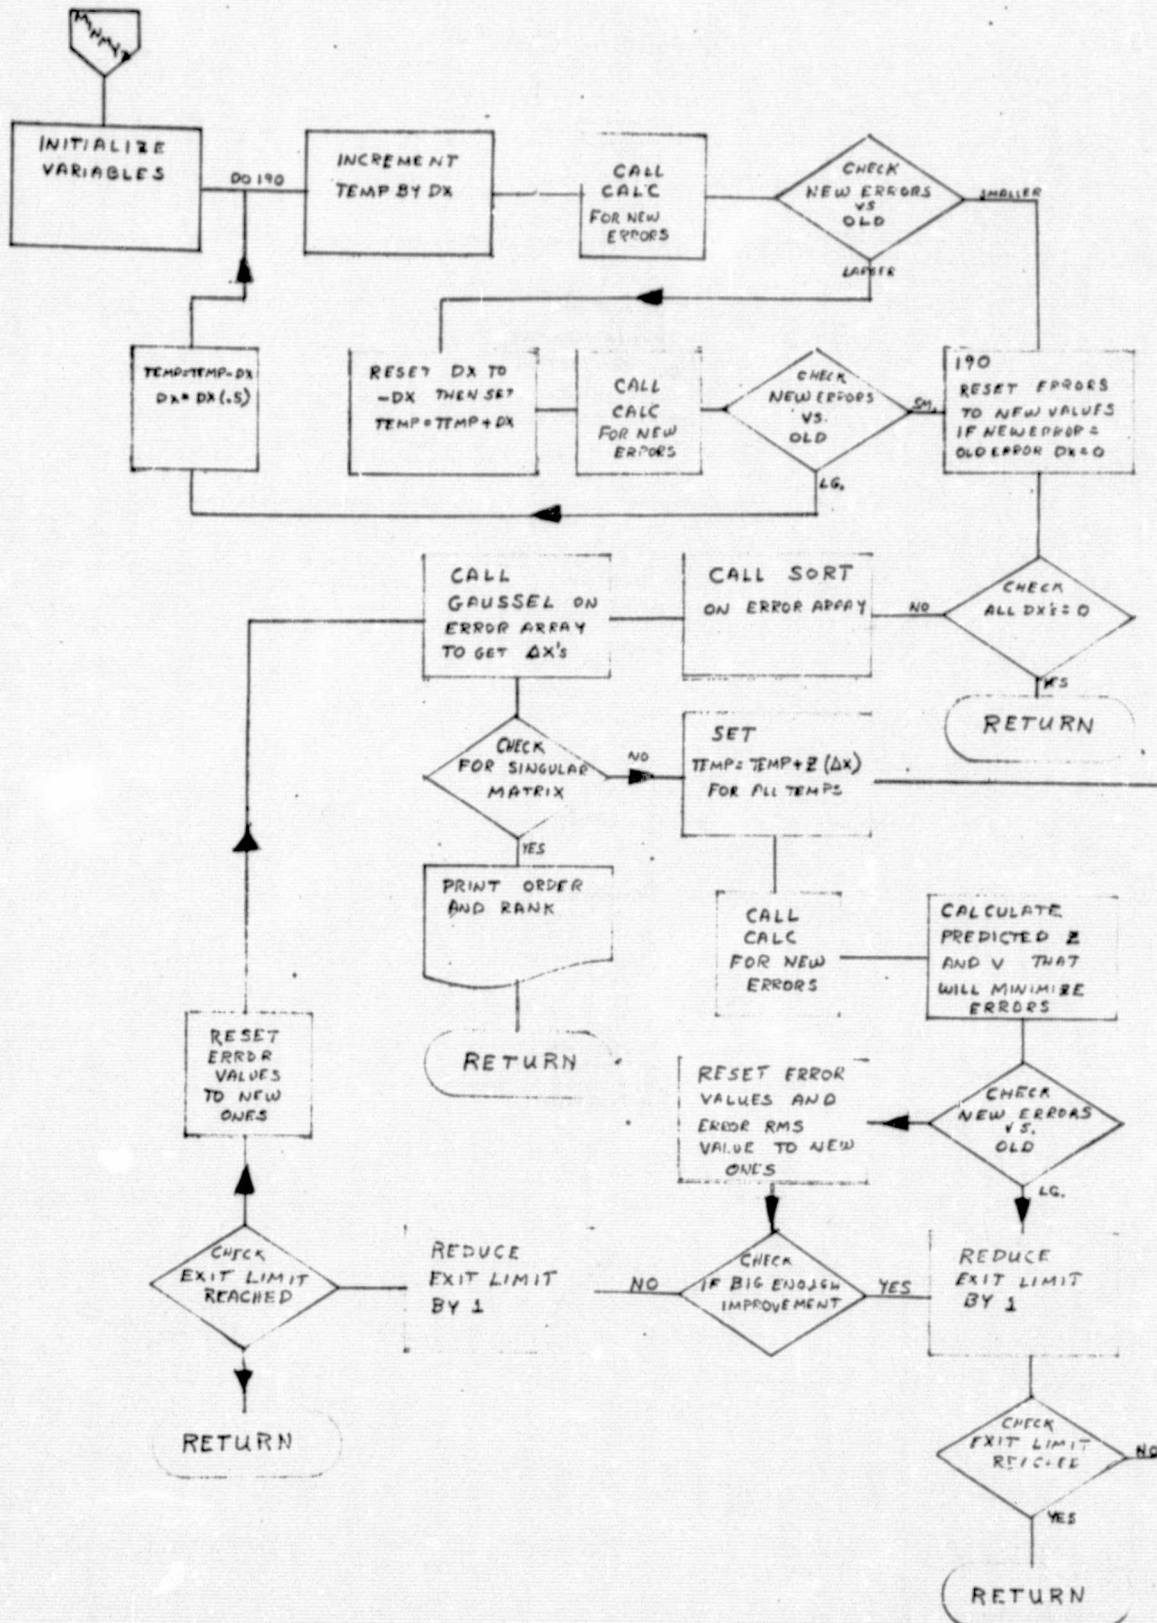 MINMYT
INITIALIZE
VARIABLES
DO 190
INCREMENT
TEMP BY DX
CALL
CALC
FOR NEW
ERRORS
CHECK
NEW ERRORS
VS
OLD
SMALLER
LARGER
TEMP=TEMP-DX
DX=DX(.5)
RESET DX TO
-DX THEN SET
TEMP=TEMP+DX
CALL
CALC
FOR NEW
ERRORS
CHECK
NEW ERRORS
VS.
OLD
SM.
LG.
190
RESET ERRORS
TO NEW VALUES
IF NEW ERROR=
OLD ERROR DX=0
CHECK
ALL DX'S=0
NO
YES
RETURN
CALL SORT
ON ERROR ARRAY
CALL
GAUSSEL ON
ERROR ARRAY
TO GET ΔX's
CHECK
FOR SINGULAR
MATRIX
NO
YES
SET
TEMP=TEMP+Z(ΔX)
FOR ALL TEMPS
PRINT ORDER
AND RANK
RETURN
CALL
CALC
FOR NEW
ERRORS
CALCULATE
PREDICTED Z
AND V THAT
WILL MINIMIZE
ERRORS
CHECK
NEW ERRORS
VS.
OLD
LG.
RESET ERROR
VALUES AND
ERROR RMS
VALUE TO NEW
ONES
RESET
ERROR
VALUES
TO NEW
ONES
CHECK
EXIT LIMIT
REACHED
RETURN
REDUCE
EXIT LIMIT
BY 1
NO
CHECK
IF BIG ENOUGH
IMPROVEMENT
YES
REDUCE
EXIT LIMIT
BY 1
CHECK
EXIT LIMIT
REACHED
NO
YES
RETURN